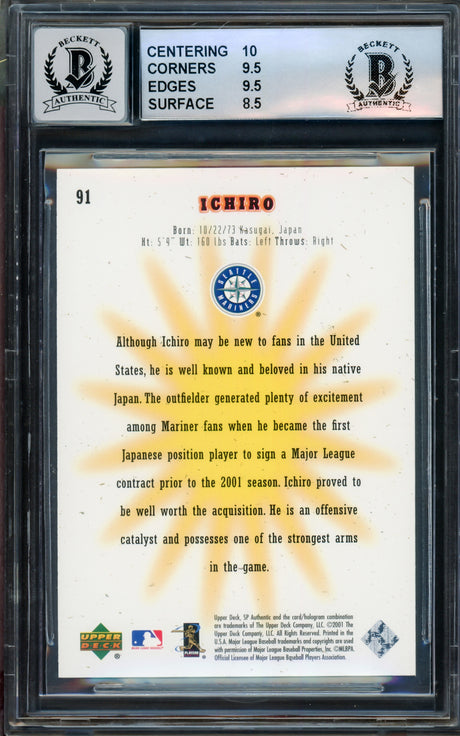 BECKETT
B
AUTHENTIC
CENTERING 10
CORNERS 9.5
EDGES 9.5
SURFACE 8.5
BECKETT
B
AUTHENTIC
91
ICHIRO
Born: 10/22/73 Kasugai, Japan
Ht: 5'9" Wt: 160 lbs Bats: Left Throws: Right
SEATTLE
MARINERS
®
Although Ichiro may be new to fans in the United
States, he is well known and beloved in his native
Japan. The outfielder generated plenty of excitement
among Mariner fans when he became the first
Japanese position player to sign a Major League
contract prior to the 2001 season. Ichiro proved to
be well worth the acquisition. He is an offensive
catalyst and possesses one of the strongest arms
in the game.
Upper Deck, SP Authentic and the card/hologram combination
are trademarks of The Upper Deck Company, LLC. ©2001 The
Upper Deck Company, LLC. All Rights Reserved. Printed in the
U.S.A. Major League Baseball trademarks and copyrights are used
with permission of Major League Baseball Properties, Inc. ©MLBPA.
Official Licensee of Major League Baseball Players Association.
UPPER
DECK
®
PLAYERS